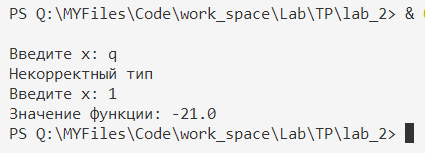 PS Q:\MYFiles\Code\work_space\Lab\TP\lab_2> &
Введите x: q
Некорректный тип
Введите x: 1
Значение функции: -21.0
PS Q:\MYFiles\Code\work_space\Lab\TP\lab_2>